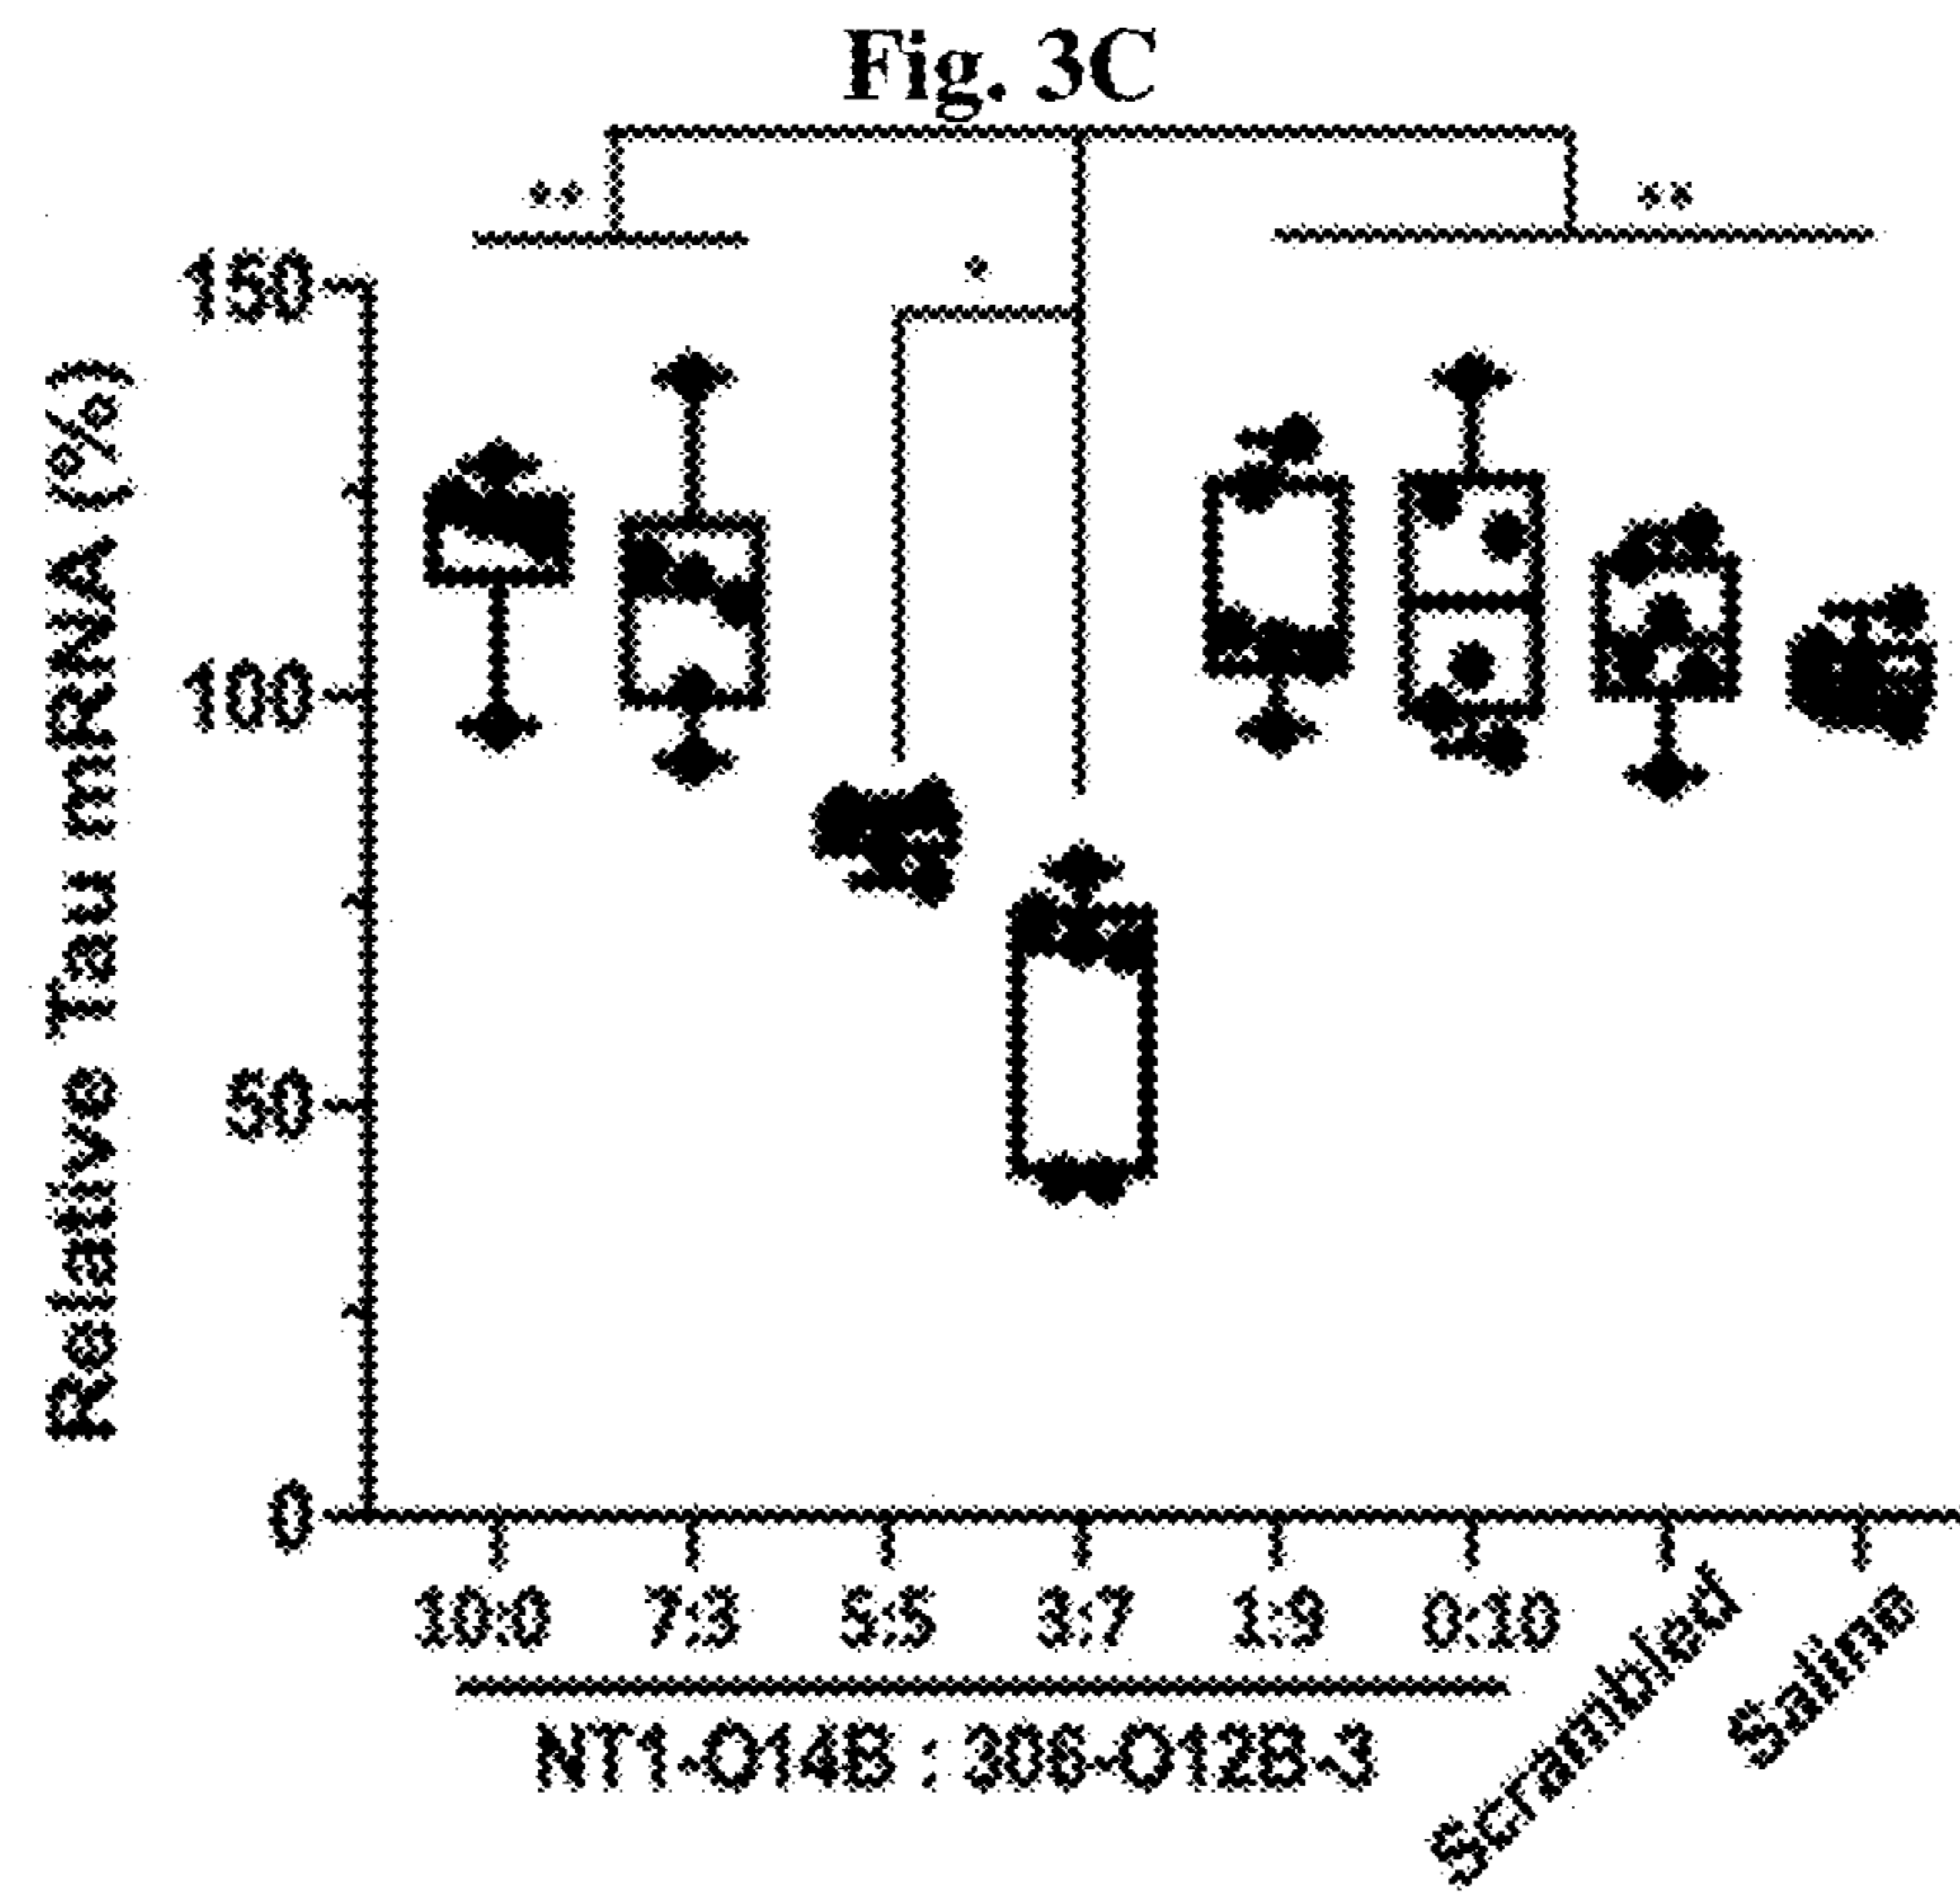 Fig. 3C
** **
*
150
100
50
0
Relative Tau mRNA (%)
10:0 7:3 5:5 3:7 1:9 0:10 Scrambled Saline
NT1-O14B : 306-O12B-3